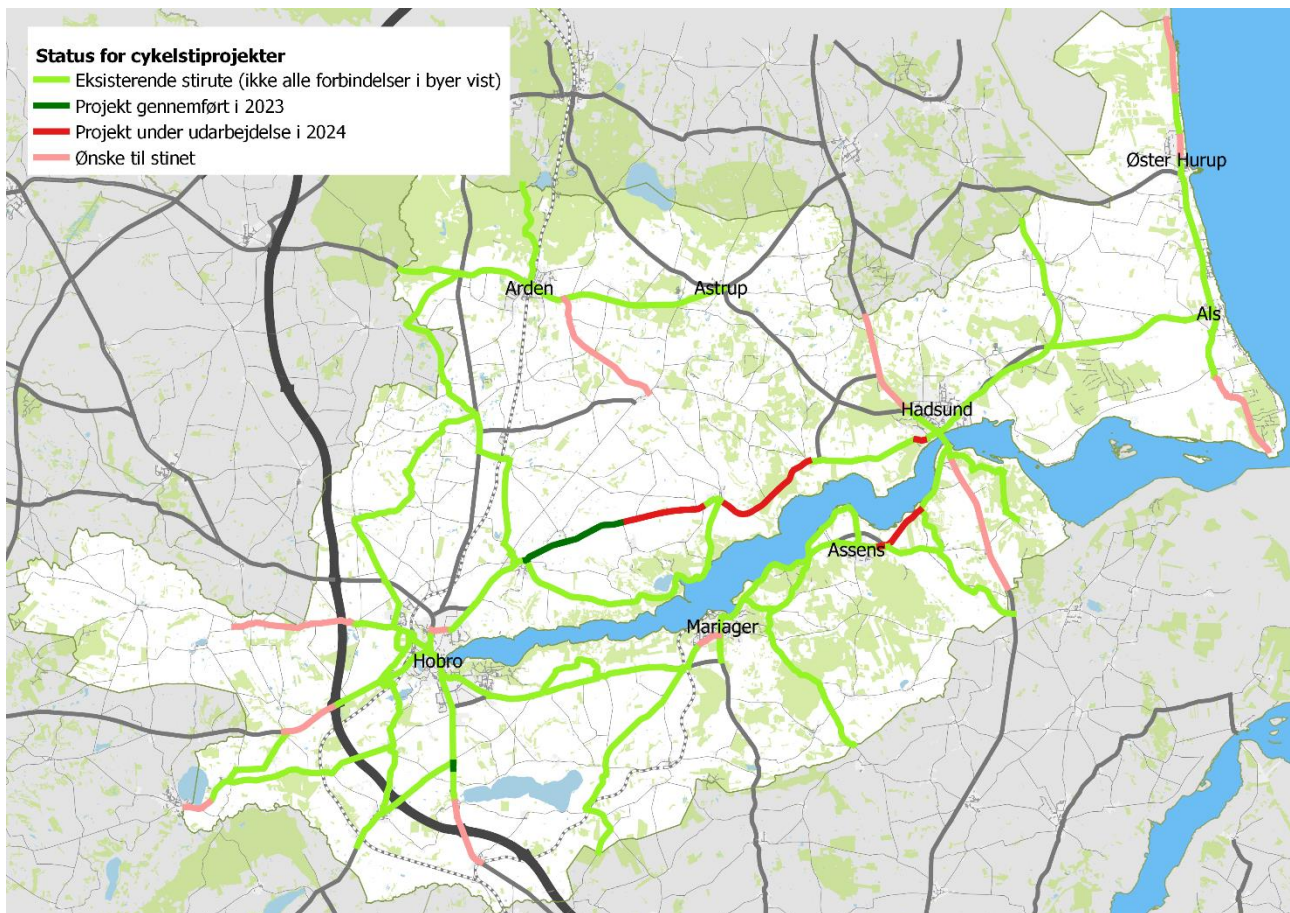 Status for cykelstiprojekter
Eksisterende stirute (ikke alle forbindelser i byer vist)
Projekt gennemført i 2023
Projekt under udarbejdelse i 2024
Ønske til stinet
Øster Hurup
Arden
Astrup
Als
Hadsund
Assens
Mariager
Hobro